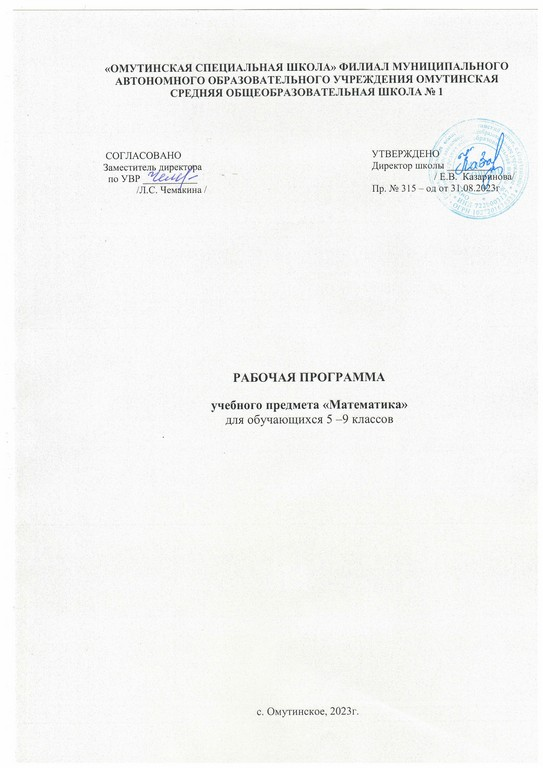 «ОМУТИНСКАЯ СПЕЦИАЛЬНАЯ ШКОЛА» ФИЛИАЛ МУНИЦИПАЛЬНОГО
АВТОНОМНОГО ОБРАЗОВАТЕЛЬНОГО УЧРЕЖДЕНИЯ ОМУТИНСКАЯ
СРЕДНЯЯ ОБЩЕОБРАЗОВАТЕЛЬНАЯ ШКОЛА № 1
СОГЛАСОВАНО
Заместитель директора
по УВР
/Л.С. Чемакина /
УТВЕРЖДЕНО
Директор школы
/ Е.В. Казаринова
Пр. № 315 – од от 31.08.2023г
РАБОЧАЯ ПРОГРАММА
учебного предмета «Математика»
для обучающихся 5 –9 классов
с. Омутинское, 2023г.